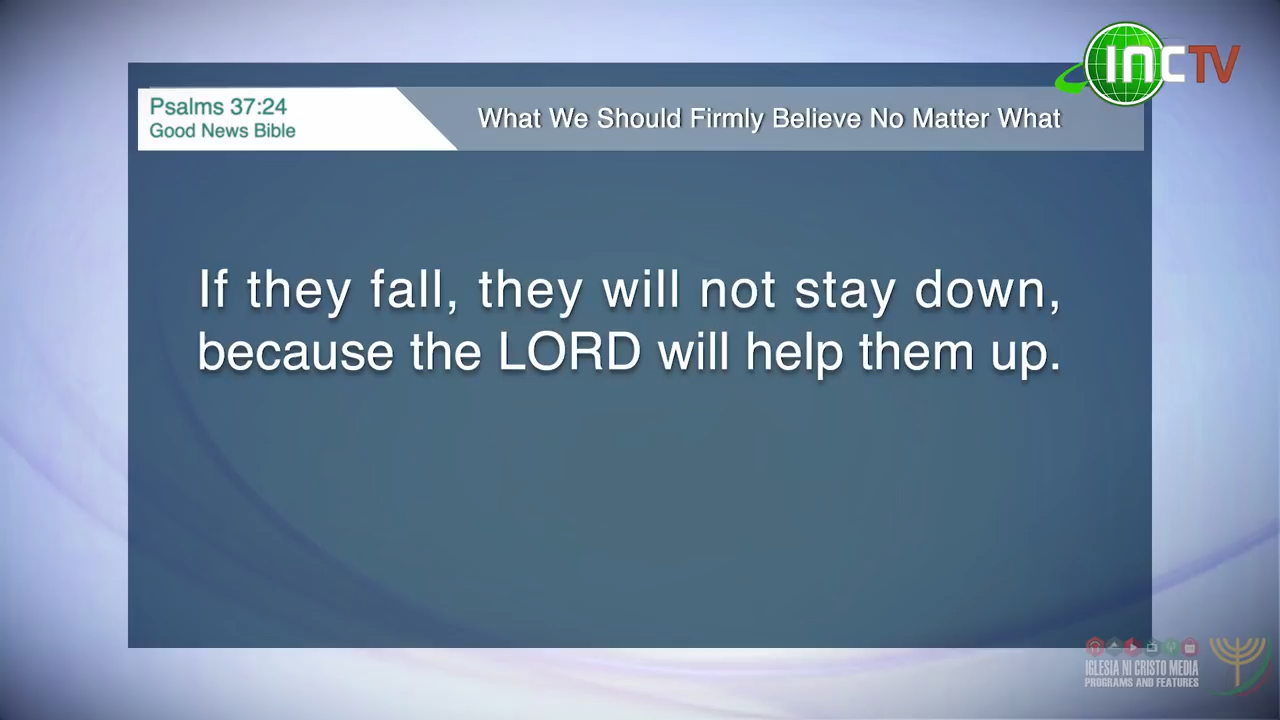 INCTV
Psalms 37:24
Good News Bible
What We Should Firmly Believe No Matter What
If they fall, they will not stay down,
because the LORD will help them up.
IGLESIA NI CRISTO MEDIA
PROGRAMS AND FEATURES